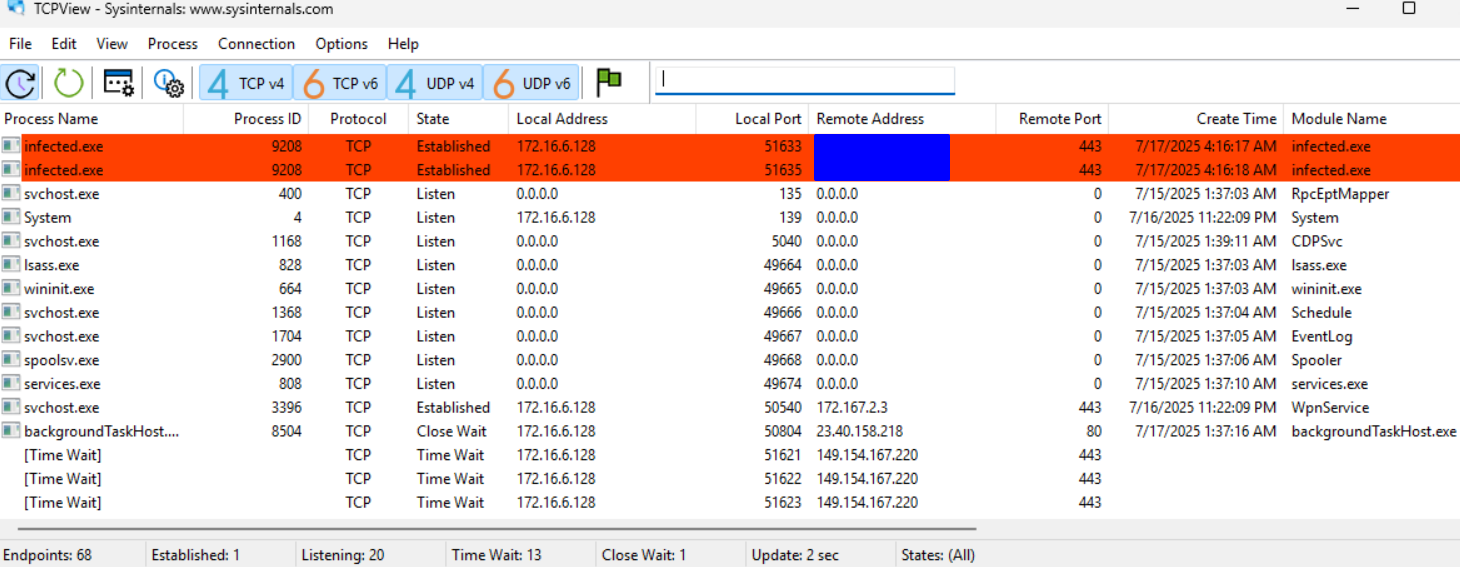 TCPView - Sysinternals: www.sysinternals.com
File Edit View Process Connection Options Help
4 TCP v4 6 TCP v6 4 UDP v4 6 UDP v6
Process Name Process ID Protocol State Local Address Local Port Remote Address Remote Port Create Time Module Name
infected.exe 9208 TCP Established 172.16.6.128 51633 443 7/17/2025 4:16:17 AM infected.exe
infected.exe 9208 TCP Established 172.16.6.128 51635 443 7/17/2025 4:16:18 AM infected.exe
svchost.exe 400 TCP Listen 0.0.0.0 135 0.0.0.0 0 7/15/2025 1:37:03 AM RpcEptMapper
System 4 TCP Listen 172.16.6.128 139 0.0.0.0 0 7/16/2025 11:22:09 PM System
svchost.exe 1168 TCP Listen 0.0.0.0 5040 0.0.0.0 0 7/15/2025 1:39:11 AM CDPSvc
lsass.exe 828 TCP Listen 0.0.0.0 49664 0.0.0.0 0 7/15/2025 1:37:03 AM lsass.exe
wininit.exe 664 TCP Listen 0.0.0.0 49665 0.0.0.0 0 7/15/2025 1:37:03 AM wininit.exe
svchost.exe 1368 TCP Listen 0.0.0.0 49666 0.0.0.0 0 7/15/2025 1:37:04 AM Schedule
svchost.exe 1704 TCP Listen 0.0.0.0 49667 0.0.0.0 0 7/15/2025 1:37:05 AM EventLog
spoolsv.exe 2900 TCP Listen 0.0.0.0 49668 0.0.0.0 0 7/15/2025 1:37:06 AM Spooler
services.exe 808 TCP Listen 0.0.0.0 49674 0.0.0.0 0 7/15/2025 1:37:10 AM services.exe
svchost.exe 3396 TCP Established 172.16.6.128 50540 172.167.2.3 443 7/16/2025 11:22:09 PM WpnService
backgroundTaskHost.... 8504 TCP Close Wait 172.16.6.128 50804 23.40.158.218 80 7/17/2025 1:37:16 AM backgroundTaskHost.exe
[Time Wait] TCP Time Wait 172.16.6.128 51621 149.154.167.220 443
[Time Wait] TCP Time Wait 172.16.6.128 51622 149.154.167.220 443
[Time Wait] TCP Time Wait 172.16.6.128 51623 149.154.167.220 443
Endpoints: 68 Established: 1 Listening: 20 Time Wait: 13 Close Wait: 1 Update: 2 sec States: (All)